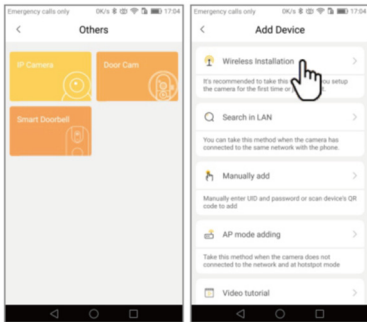 Emergency calls only 0K/s 17:04
Others
IP Camera
Door Cam
Smart Doorbell
Emergency calls only 0K/s 17:04
Add Device
Wireless Installation
It's recommended to take this you setup
the camera for the first time or
Search in LAN
You can take this method when the camera has
connected to the same network with the phone.
Manually add
Manually enter UID and password or scan device's QR
code to add
AP mode adding
Take this method when the camera does not
connected to the network and at hotstpot mode
Video tutorial